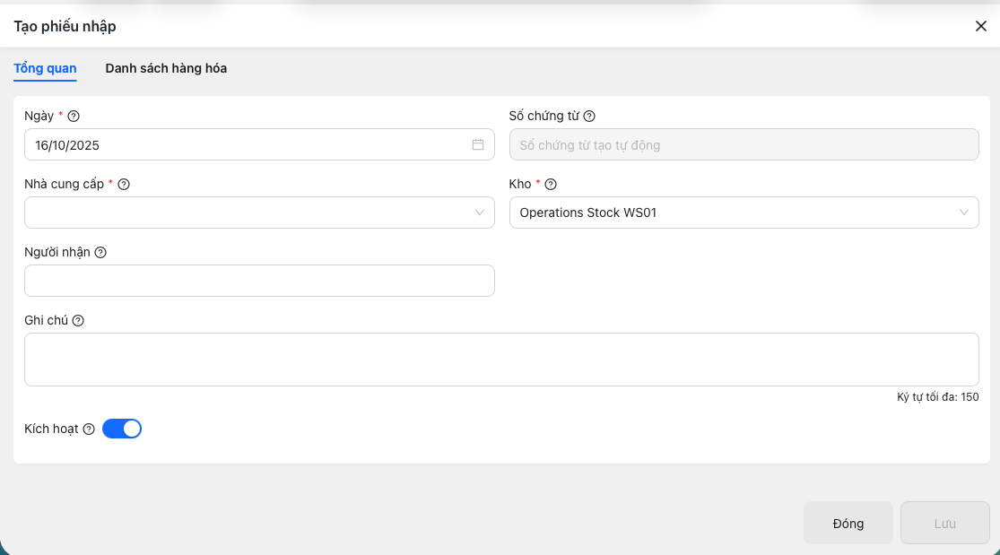 Tạo phiếu nhập
Tổng quan Danh sách hàng hóa
Ngày * Số chứng từ
16/10/2025 Số chứng từ tạo tự động
Nhà cung cấp * Kho *
Operations Stock WS01
Người nhận
Ghi chú
Ký tự tối đa: 150
Kích hoạt
Đóng Lưu